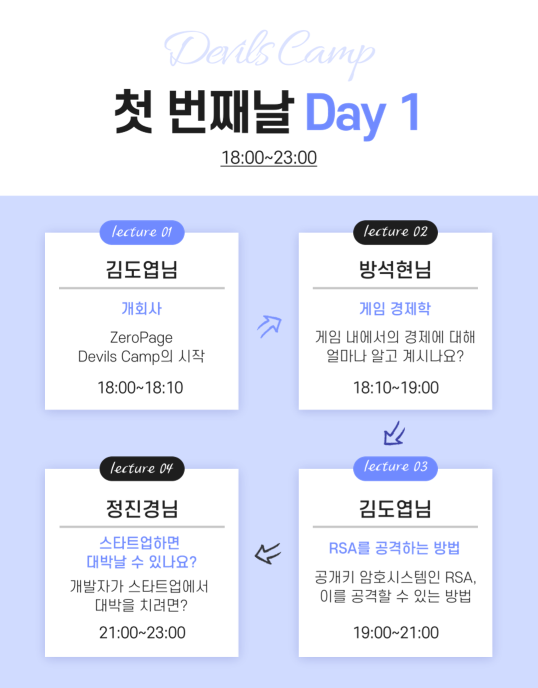 Devils Camp
첫 번째날 Day 1
18:00~23:00
lecture 01
김도엽님
개회사
ZeroPage
Devils Camp의 시작
18:00~18:10
lecture 02
방석현님
게임 경제학
게임 내에서의 경제에 대해
얼마나 알고 계시나요?
18:10~19:00
lecture 03
김도엽님
RSA를 공격하는 방법
공개키 암호시스템인 RSA,
이를 공격할 수 있는 방법
19:00~21:00
lecture 04
정진경님
스타트업하면
대박날 수 있나요?
개발자가 스타트업에서
대박을 치려면?
21:00~23:00